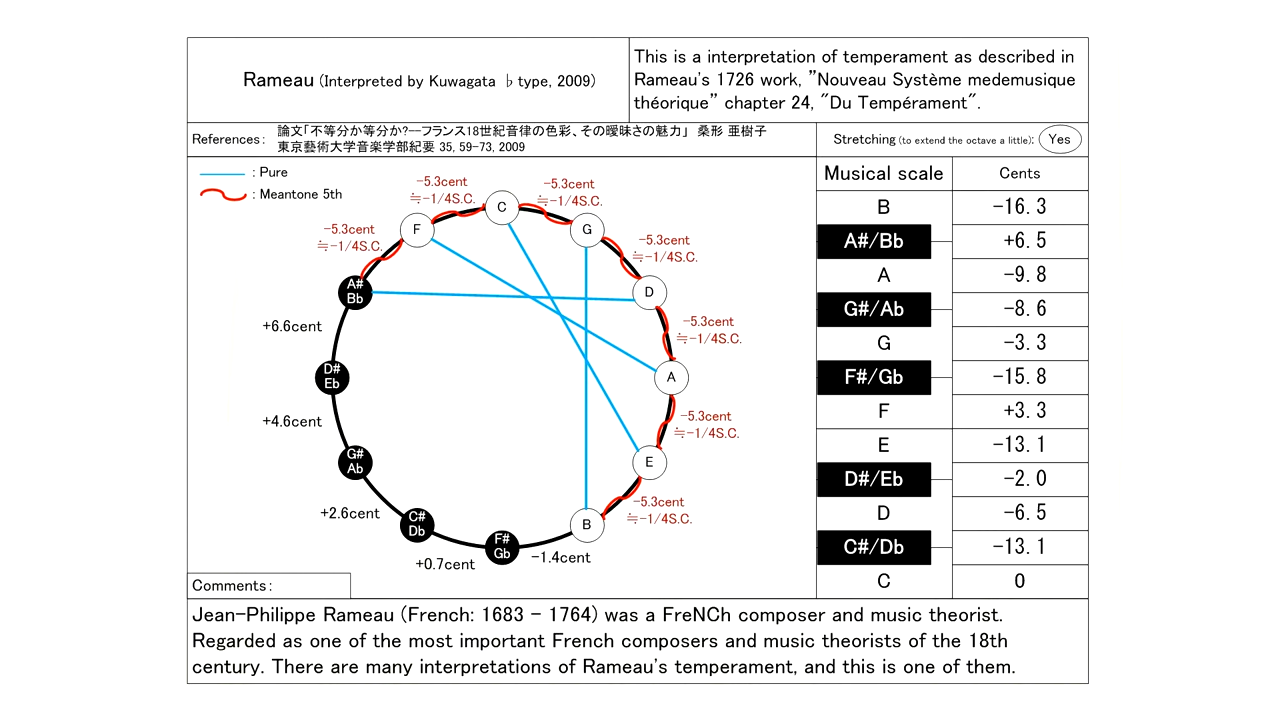 Rameau (Interpreted by Kuwagata ♭type, 2009)
This is a interpretation of temperament as described in
Rameau's 1726 work, ”Nouveau Système medemusique
théorique” chapter 24, "Du Tempérament".
References:
論文「不等分か等分か?--フランス18世紀音律の色彩、その曖昧さの魅力」 桑形 亜樹子
東京藝術大学音楽学部紀要 35, 59-73, 2009
Stretching (to extend the octave a little): Yes
: Pure
: Meantone 5th
-5.3cent
≒-1/4S.C.
-5.3cent
≒-1/4S.C.
-5.3cent
≒-1/4S.C.
-5.3cent
≒-1/4S.C.
-5.3cent
≒-1/4S.C.
-5.3cent
≒-1/4S.C.
-5.3cent
≒-1/4S.C.
C
G
D
A
E
B
F#
Gb
C#
Db
G#
Ab
D#
Eb
A#
Bb
F
-1.4cent
+0.7cent
+2.6cent
+4.6cent
+6.6cent
Musical scale Cents
B -16.3
A#/Bb +6.5
A -9.8
G#/Ab -8.6
G -3.3
F#/Gb -15.8
F +3.3
E -13.1
D#/Eb -2.0
D -6.5
C#/Db -13.1
C 0
Comments:
Jean-Philippe Rameau (French: 1683 - 1764) was a FreNCh composer and music theorist.
Regarded as one of the most important French composers and music theorists of the 18th
century. There are many interpretations of Rameau's temperament, and this is one of them.